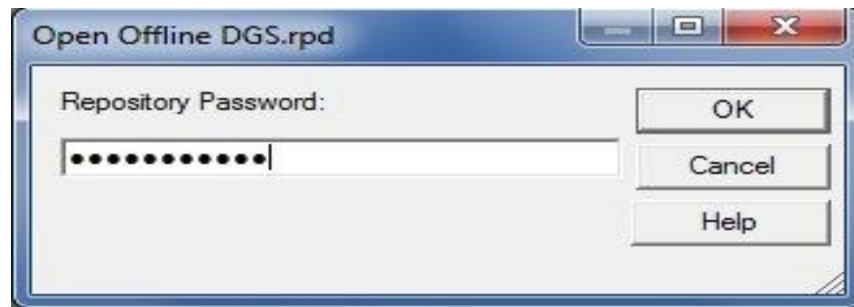 Open Offline DGS.rpd
Repository Password:
•••••••••••
OK
Cancel
Help